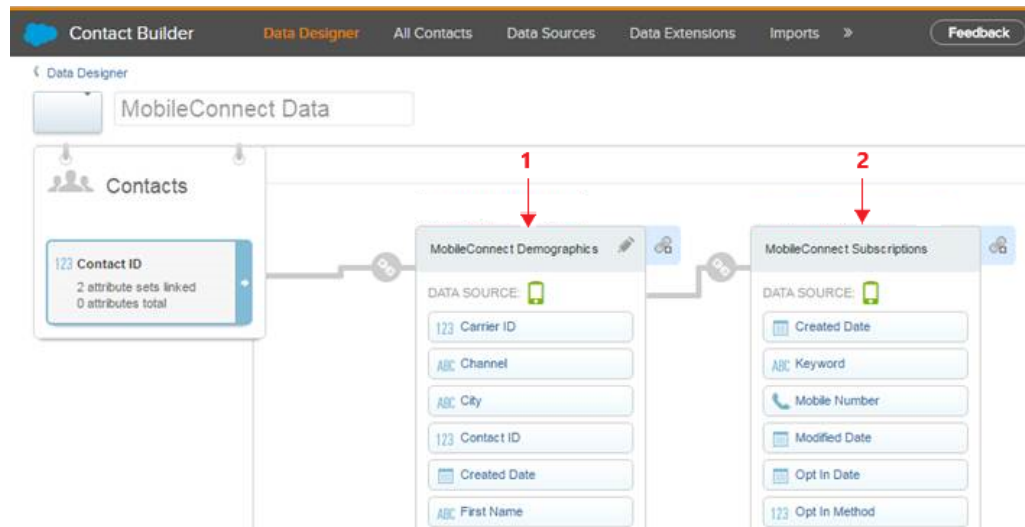 Contact Builder Data Designer All Contacts Data Sources Data Extensions Imports » Feedback
Data Designer
MobileConnect Data
1 2
Contacts
MobileConnect Demographics MobileConnect Subscriptions
123 Contact ID
2 attribute sets linked
0 attributes total
DATA SOURCE: DATA SOURCE:
123 Carrier ID Created Date
ABC Channel ABC Keyword
ABC City Mobile Number
123 Contact ID Modified Date
Created Date Opt In Date
ABC First Name 123 Opt In Method